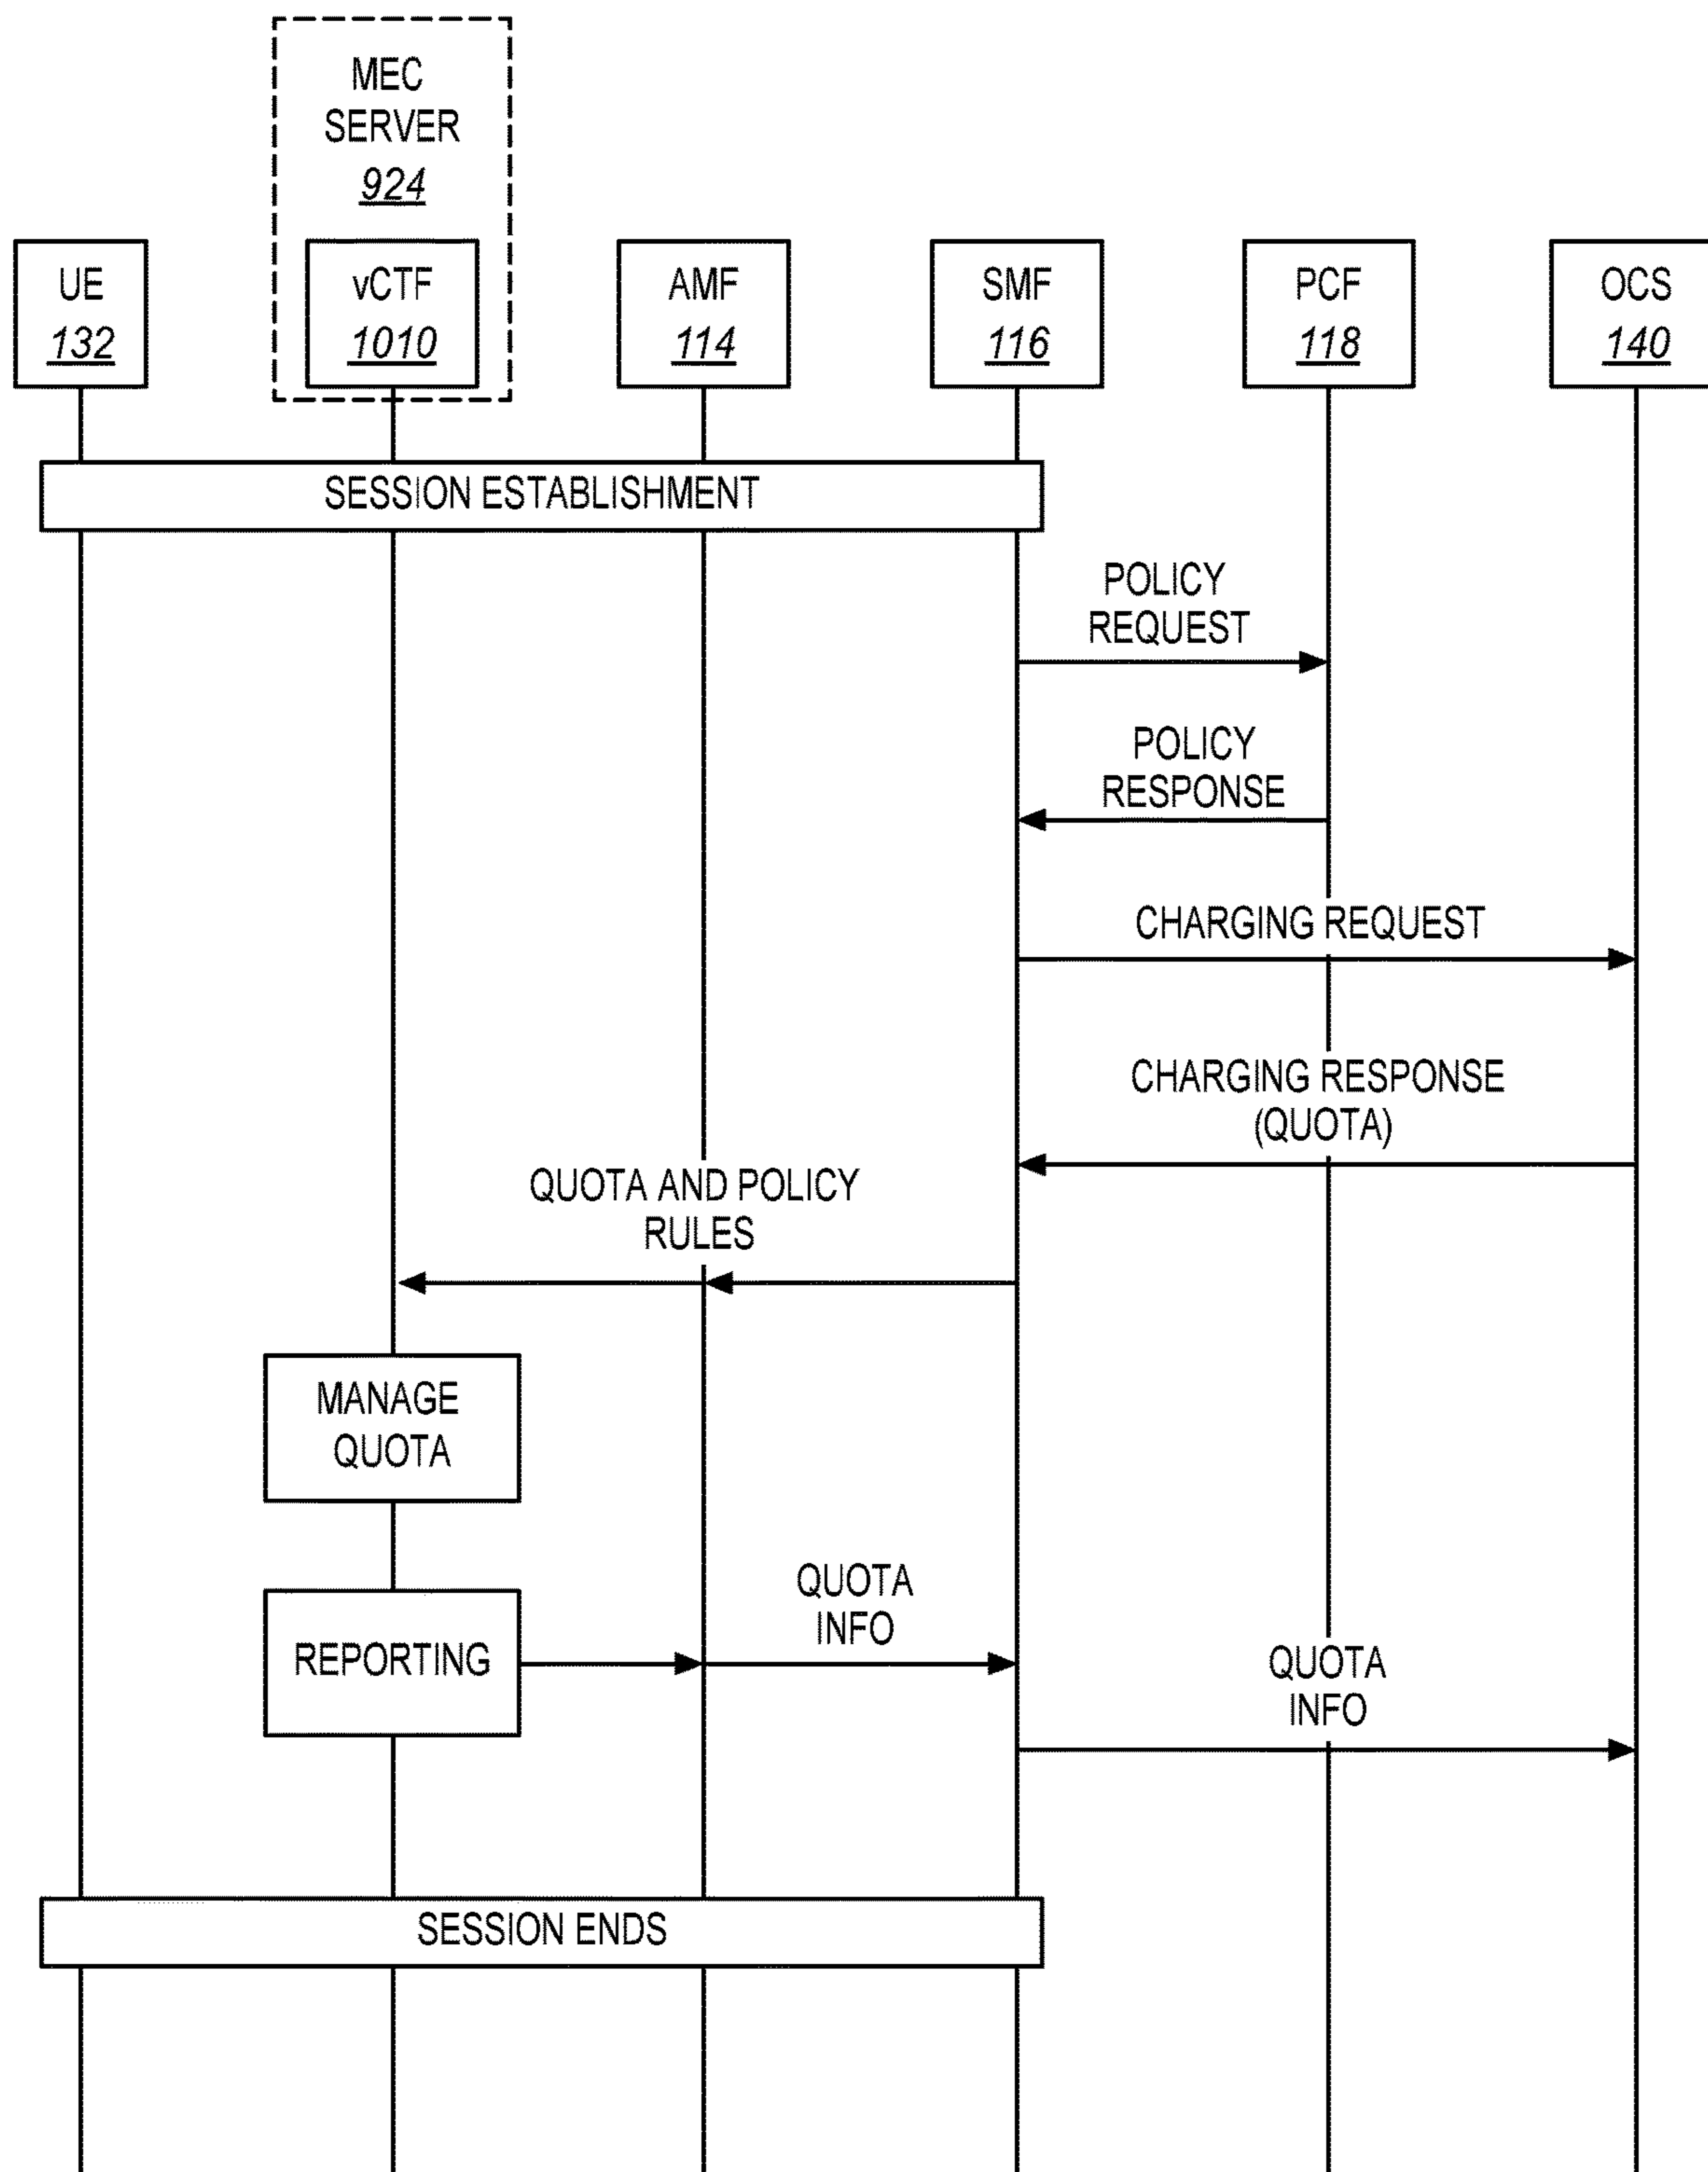 MEC
SERVER
924
UE
132
vCTF
1010
AMF
114
SMF
116
PCF
118
OCS
140
SESSION ESTABLISHMENT
POLICY
REQUEST
POLICY
RESPONSE
CHARGING REQUEST
CHARGING RESPONSE
(QUOTA)
QUOTA AND POLICY
RULES
MANAGE
QUOTA
QUOTA
INFO
REPORTING
QUOTA
INFO
SESSION ENDS